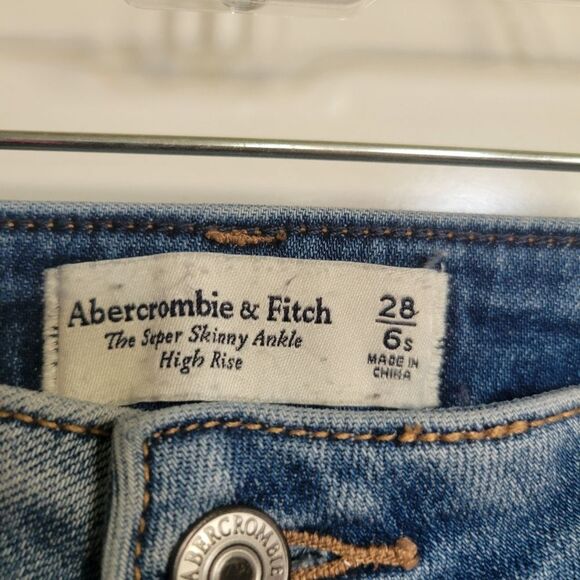 Abercrombie & Fitch
The Super Skinny Ankle
High Rise
28
6s
MADE IN
CHINA
ABERCROMBIE